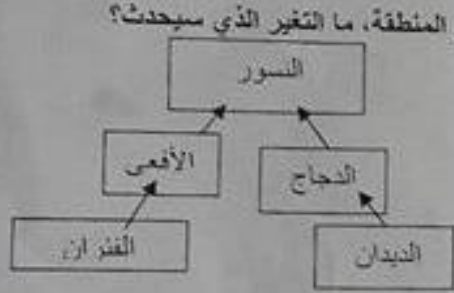 المنطقة، ما التغير الذي سيحدث؟
النسور
الأفعى
الدجاج
الفئران
الديدان